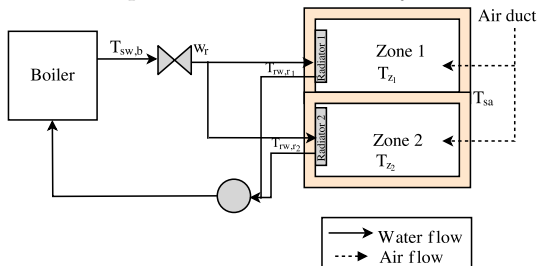 Air duct
T_sw,b
w_r
Boiler
Radiator 1
Zone 1
T_z1
T_rw,r1
T_sa
Radiator 2
Zone 2
T_z2
T_rw,r2
Water flow
Air flow